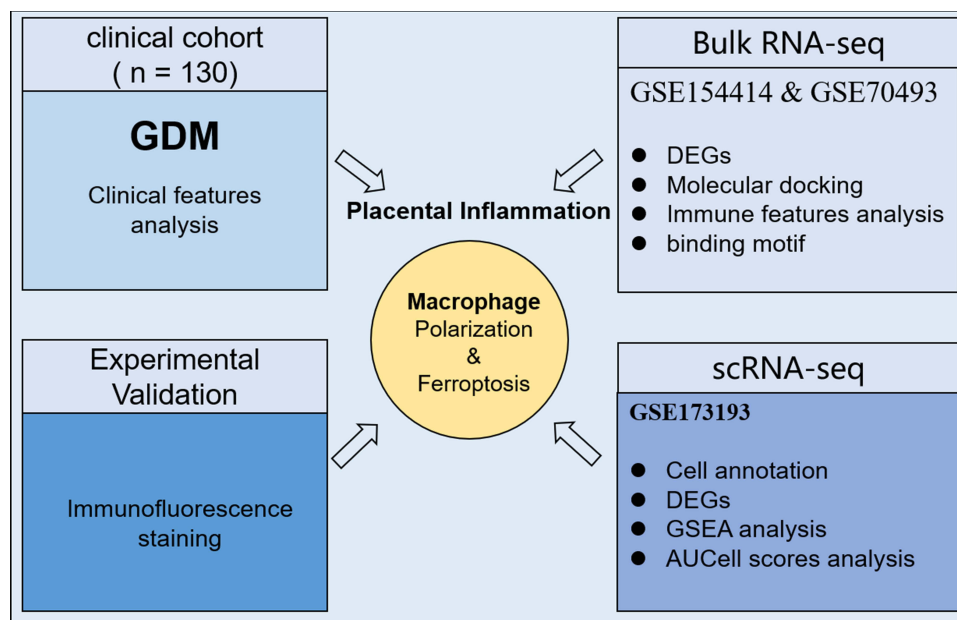 clinical cohort
( n = 130)
GDM
Clinical features
analysis
Bulk RNA-seq
GSE154414 & GSE70493
● DEGs
● Molecular docking
● Immune features analysis
● binding motif
Placental Inflammation
Macrophage
Polarization
&
Ferroptosis
Experimental
Validation
Immunofluorescence
staining
scRNA-seq
GSE173193
● Cell annotation
● DEGs
● GSEA analysis
● AUCell scores analysis